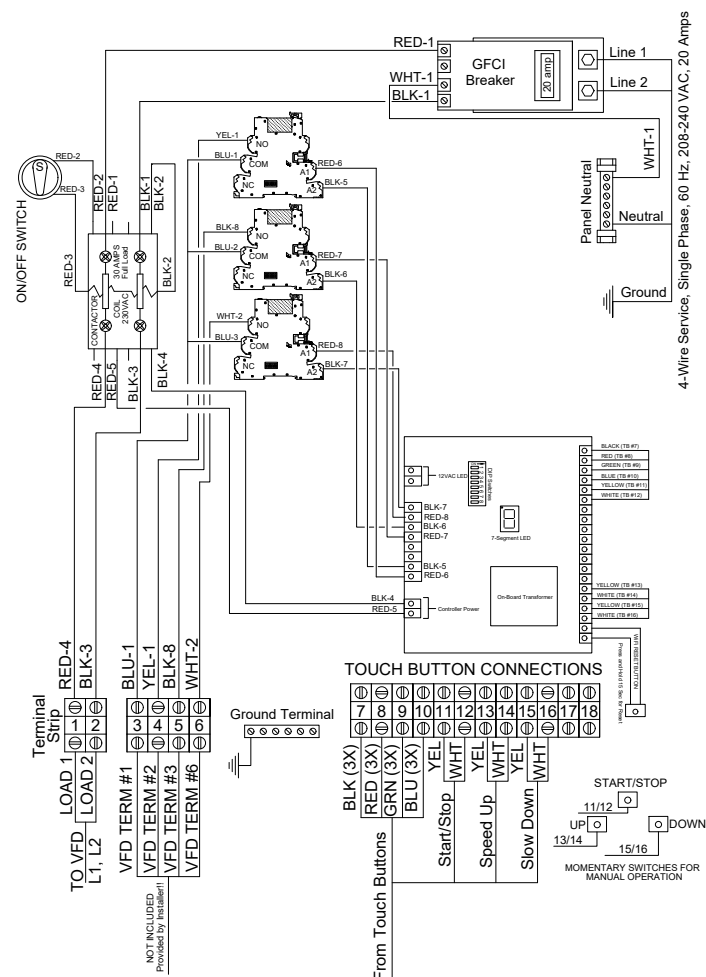 RED-1
GFCI
Breaker
20 amp
Line 1
Line 2
WHT-1
BLK-1
WHT-1
Panel Neutral
Neutral
Ground
4-Wire Service, Single Phase, 60 Hz, 208-240 VAC, 20 Amps
ON/OFF SWITCH
S
RED-2
RED-3
RED-2
RED-1
BLK-1
BLK-2
RED-3
BLK-2
CONTACTOR
30 AMPS
Full Load
COIL
230VAC
RED-4
RED-5
BLK-3
BLK-4
YEL-1
BLU-1
NO
COM
NC
A1
A2
RED-6
BLK-5
BLK-8
BLU-2
NO
COM
NC
A1
A2
RED-7
BLK-6
WHT-2
BLU-3
NO
COM
NC
A1
A2
RED-8
BLK-7
12VAC LED
DIP Switches
1 2 3 4 5 6 7 8
7-Segment LED
BLK-7
RED-8
BLK-6
RED-7
BLK-5
RED-6
BLK-4
RED-5
Controller Power
On-Board Transformer
BLACK (TB #7)
RED (TB #8)
GREEN (TB #9)
BLUE (TB #10)
YELLOW (TB #11)
WHITE (TB #12)
YELLOW (TB #13)
WHITE (TB #14)
YELLOW (TB #15)
WHITE (TB #16)
WIFI RESET BUTTON
Press and Hold 15 Sec for Reset
RED-4
BLK-3
BLU-1
YEL-1
BLK-8
WHT-2
Terminal
Strip
1 2 3 4 5 6
LOAD 1
LOAD 2
TO VFD
L1, L2
VFD TERM #1
VFD TERM #2
VFD TERM #3
VFD TERM #6
NOT INCLUDED
Provided by Installer!!
Ground Terminal
TOUCH BUTTON CONNECTIONS
7 8 9 10 11 12 13 14 15 16 17 18
BLK (3X)
RED (3X)
GRN (3X)
BLU (3X)
YEL
WHT
YEL
WHT
YEL
WHT
Start/Stop
Speed Up
Slow Down
From Touch Buttons
START/STOP
11/12
UP
13/14
DOWN
15/16
MOMENTARY SWITCHES FOR
MANUAL OPERATION